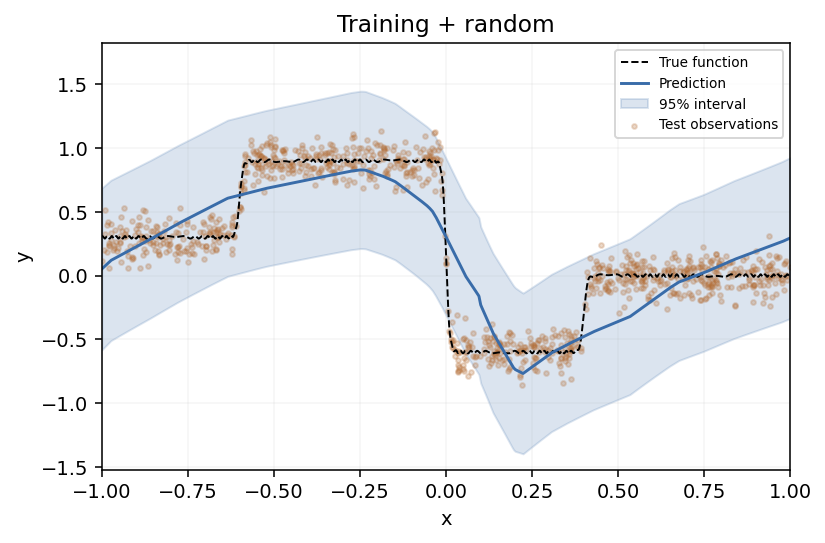 Training + random
True function
Prediction
95% interval
Test observations
1.5
1.0
0.5
0.0
−0.5
−1.0
−1.5
y
−1.00 −0.75 −0.50 −0.25 0.00 0.25 0.50 0.75 1.00
x